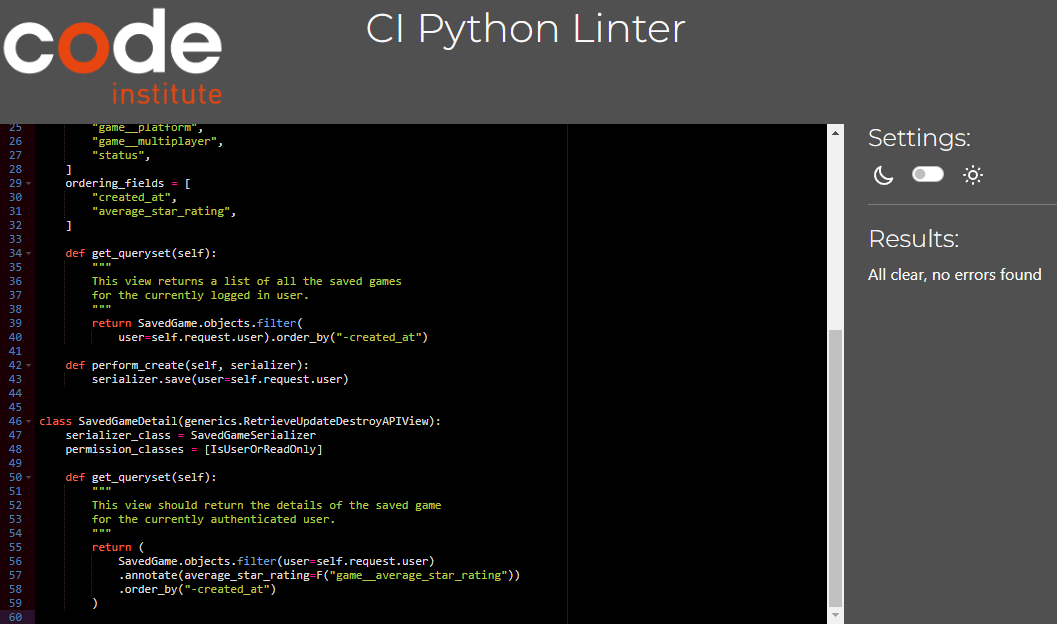 code
institute
CI Python Linter
25 "game__platform",
26 "game__multiplayer",
27 "status",
28 ]
29 ordering_fields = [
30 "created_at",
31 "average_star_rating",
32 ]
33
34 def get_queryset(self):
35 """
36 This view returns a list of all the saved games
37 for the currently logged in user.
38 """
39 return SavedGame.objects.filter(
40 user=self.request.user).order_by("-created_at")
41
42 def perform_create(self, serializer):
43 serializer.save(user=self.request.user)
44
45
46 class SavedGameDetail(generics.RetrieveUpdateDestroyAPIView):
47 serializer_class = SavedGameSerializer
48 permission_classes = [IsUserOrReadOnly]
49
50 def get_queryset(self):
51 """
52 This view should return the details of the saved game
53 for the currently authenticated user.
54 """
55 return (
56 SavedGame.objects.filter(user=self.request.user)
57 .annotate(average_star_rating=F("game__average_star_rating"))
58 .order_by("-created_at")
59 )
60
Settings:
Results:
All clear, no errors found